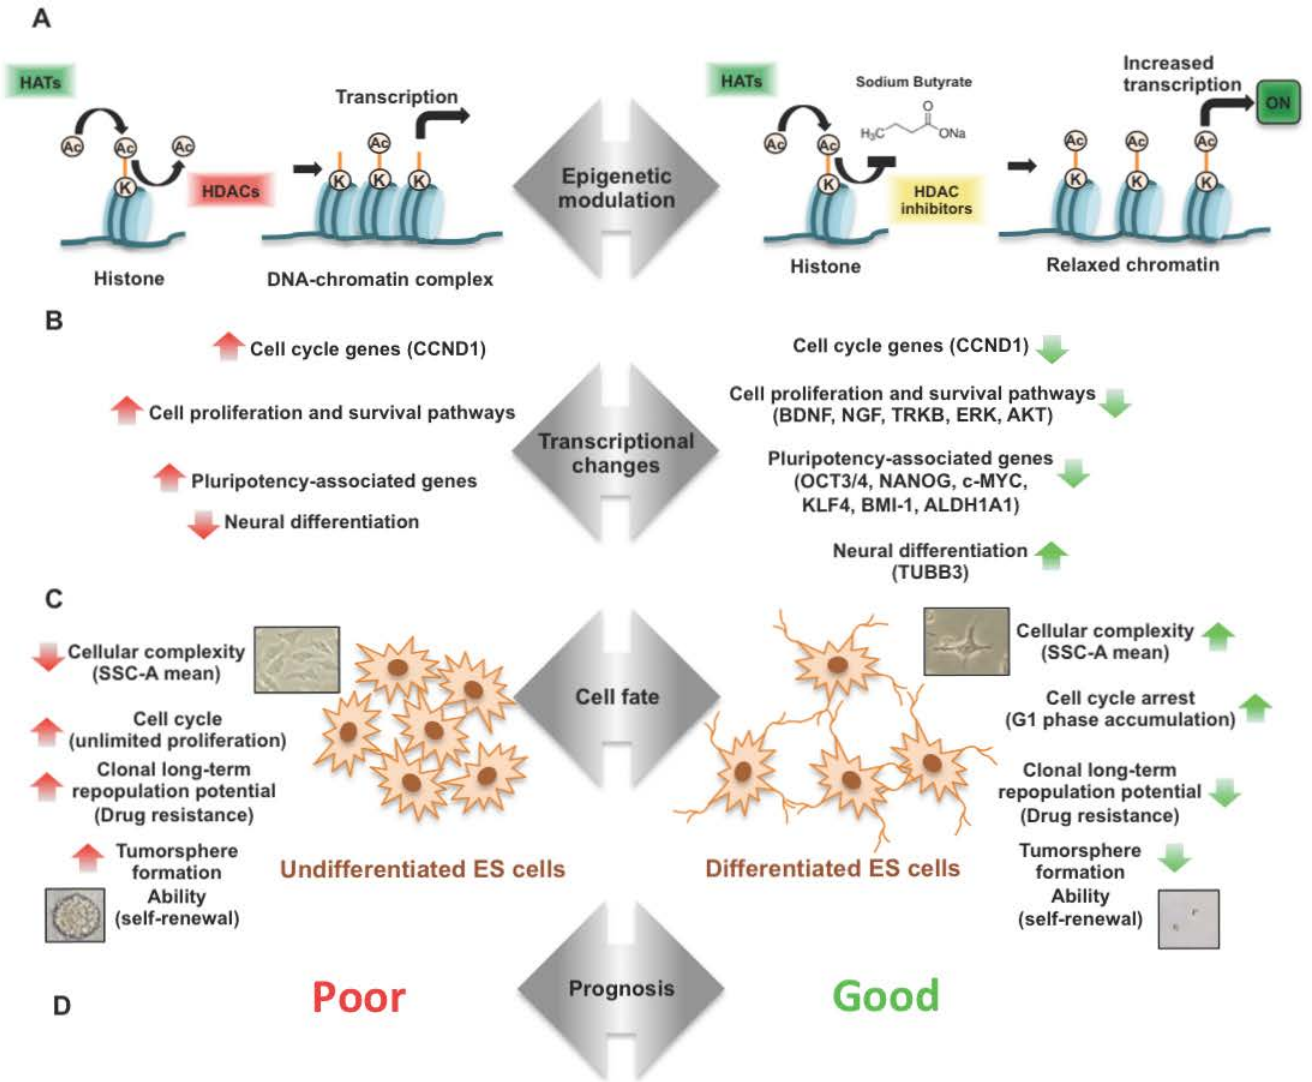 A
HATs
Ac
Ac
Ac
K
HDACs
Histone
Transcription
Ac
K
K
K
DNA-chromatin complex
Epigenetic
modulation
HATs
Sodium Butyrate
O
H₃C
ONa
Ac
Ac
K
HDAC
inhibitors
Histone
Increased
transcription
ON
Ac
Ac
Ac
K
K
K
Relaxed chromatin
B
Cell cycle genes (CCND1)
Cell proliferation and survival pathways
Pluripotency-associated genes
Neural differentiation
Transcriptional
changes
Cell cycle genes (CCND1)
Cell proliferation and survival pathways
(BDNF, NGF, TRKB, ERK, AKT)
Pluripotency-associated genes
(OCT3/4, NANOG, c-MYC,
KLF4, BMI-1, ALDH1A1)
Neural differentiation
(TUBB3)
C
Cellular complexity
(SSC-A mean)
Cell cycle
(unlimited proliferation)
Clonal long-term
repopulation potential
(Drug resistance)
Tumorsphere
formation
Ability
(self-renewal)
Undifferentiated ES cells
Cell fate
Differentiated ES cells
Cellular complexity
(SSC-A mean)
Cell cycle arrest
(G1 phase accumulation)
Clonal long-term
repopulation potential
(Drug resistance)
Tumorsphere
formation
Ability
(self-renewal)
D
Poor
Prognosis
Good